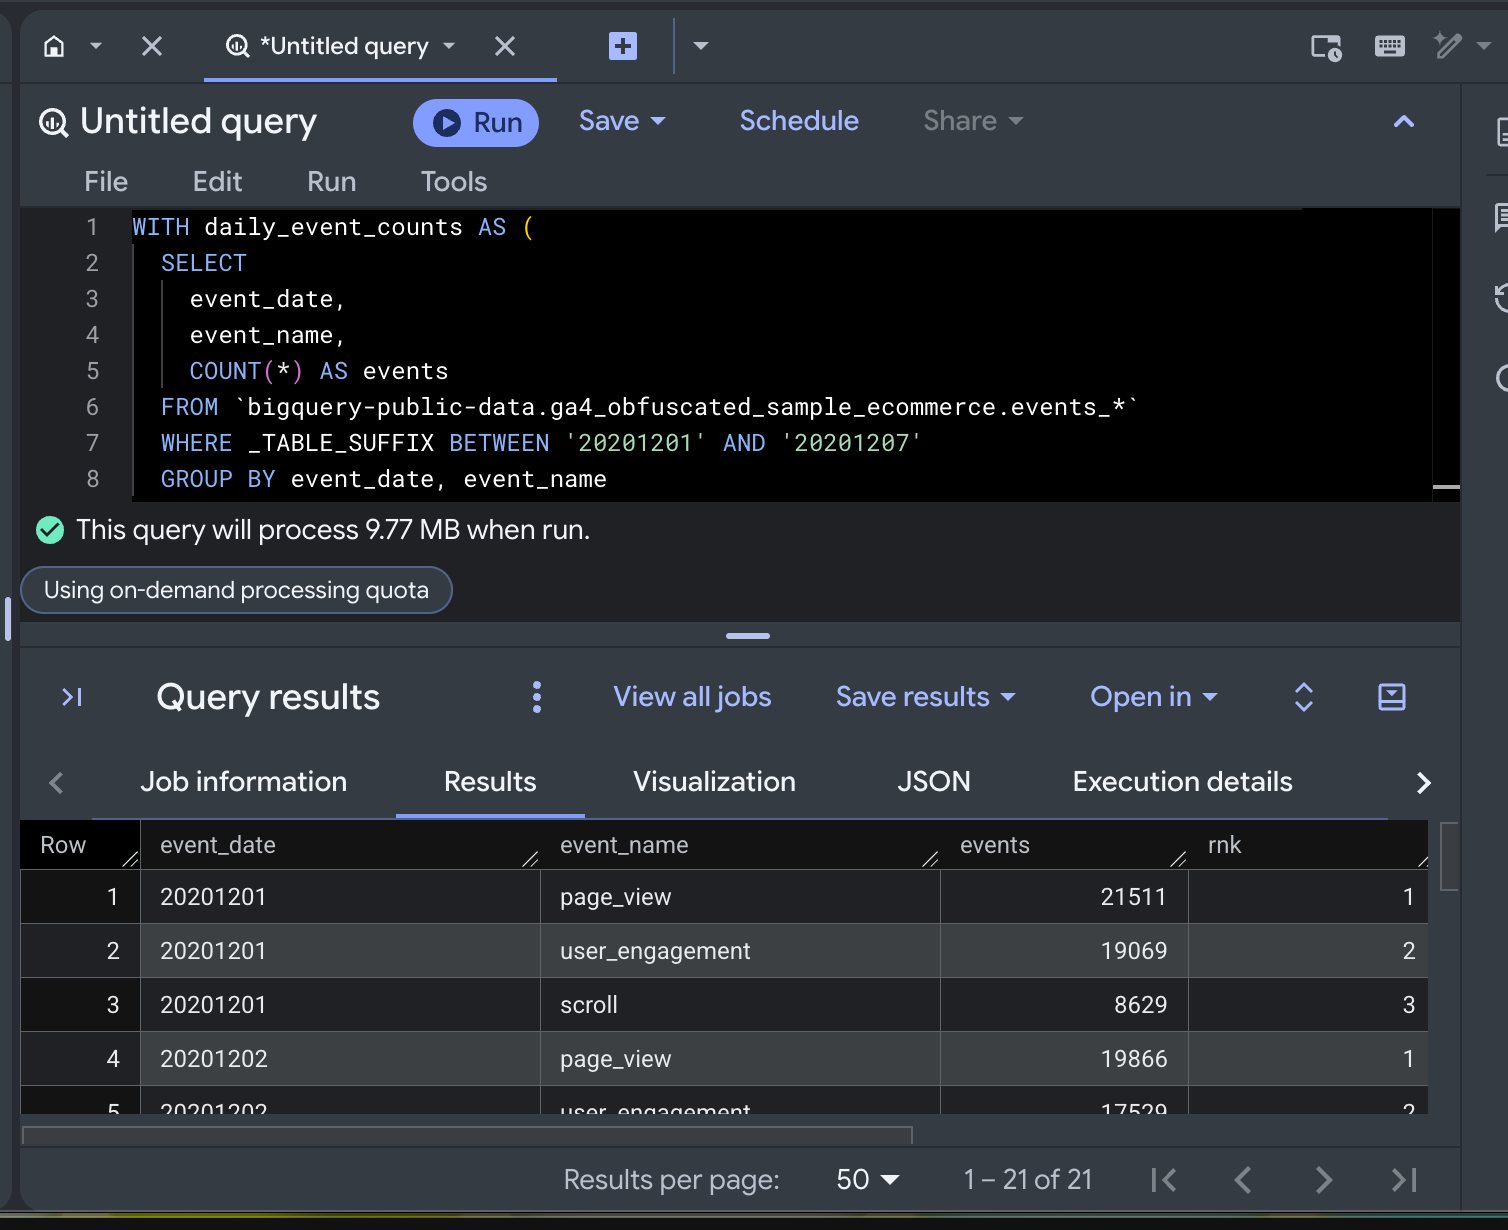 *Untitled query
Untitled query Run Save Schedule Share
File Edit Run Tools
1 WITH daily_event_counts AS (
2 SELECT
3 event_date,
4 event_name,
5 COUNT(*) AS events
6 FROM `bigquery-public-data.ga4_obfuscated_sample_ecommerce.events_*`
7 WHERE _TABLE_SUFFIX BETWEEN '20201201' AND '20201207'
8 GROUP BY event_date, event_name
This query will process 9.77 MB when run.
Using on-demand processing quota
Query results View all jobs Save results Open in
Job information Results Visualization JSON Execution details
Row event_date event_name events rnk
1 20201201 page_view 21511 1
2 20201201 user_engagement 19069 2
3 20201201 scroll 8629 3
4 20201202 page_view 19866 1
5 20201202 user_engagement 17529 2
Results per page: 50 1 – 21 of 21